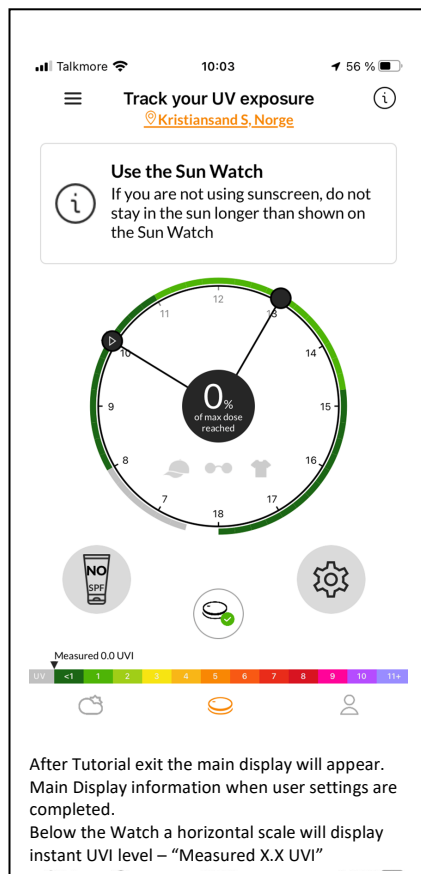 Talkmore 10:03 56 %
Track your UV exposure
Kristiansand S, Norge
Use the Sun Watch
If you are not using sunscreen, do not
stay in the sun longer than shown on
the Sun Watch
12
11
13
10
14
9
15
8
16
7
17
18
0%
of max dose
reached
NO
SPF
Measured 0.0 UVI
UV <1 1 2 3 4 5 6 7 8 9 10 11+
After Tutorial exit the main display will appear.
Main Display information when user settings are
completed.
Below the Watch a horizontal scale will display
instant UVI level – “Measured X.X UVI”